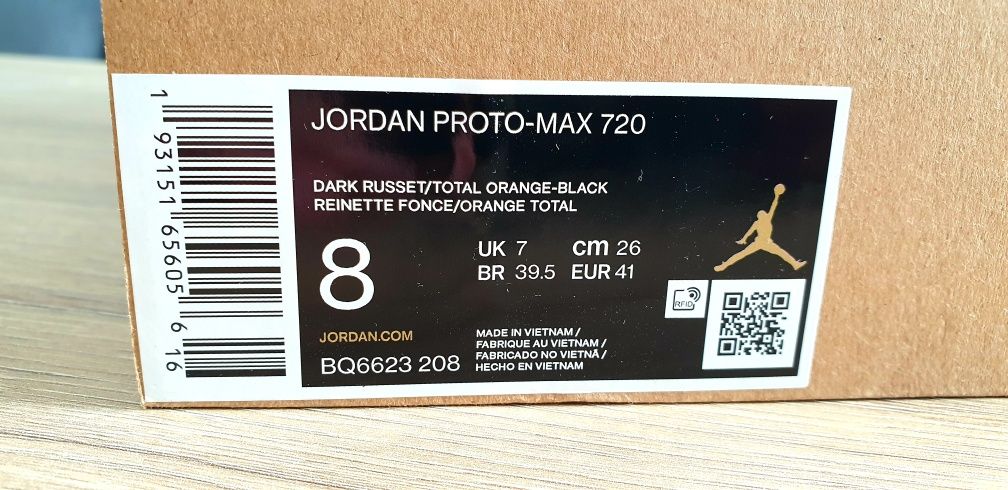 1 93151 65605 6 16
JORDAN PROTO-MAX 720
DARK RUSSET/TOTAL ORANGE-BLACK
REINETTE FONCE/ORANGE TOTAL
8
UK 7 cm 26
BR 39.5 EUR 41
RFID
JORDAN.COM
BQ6623 208
MADE IN VIETNAM /
FABRIQUE AU VIETNAM /
FABRICADO NO VIETNÃ /
HECHO EN VIETNAM